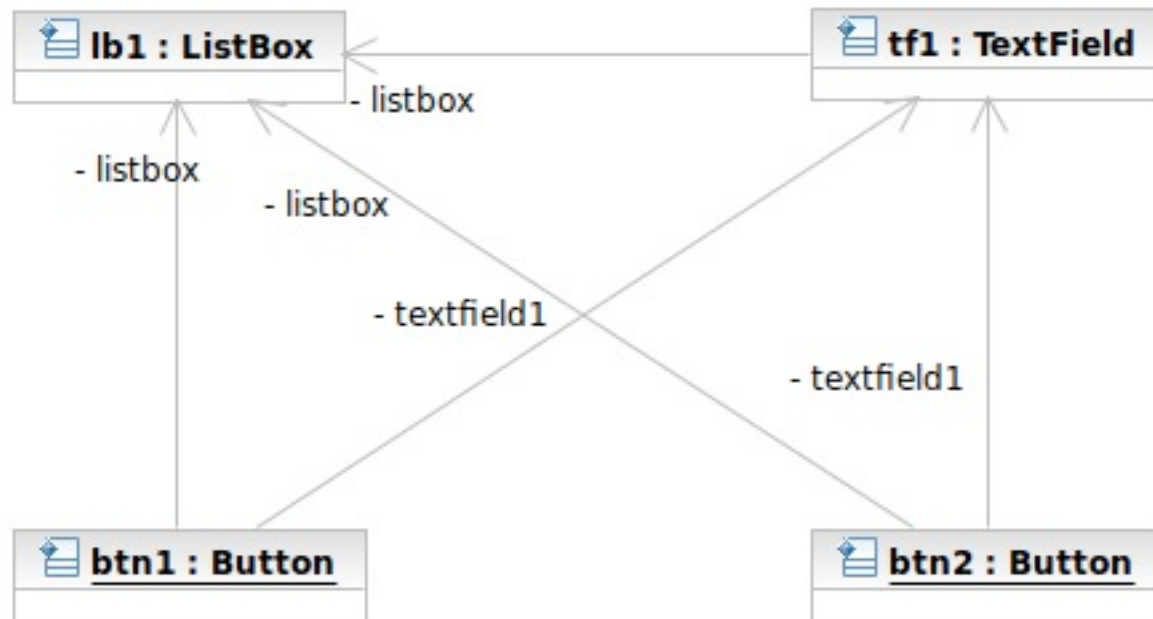 lb1 : ListBox
tf1 : TextField
- listbox
- listbox
- listbox
- textfield1
- textfield1
btn1 : Button
btn2 : Button